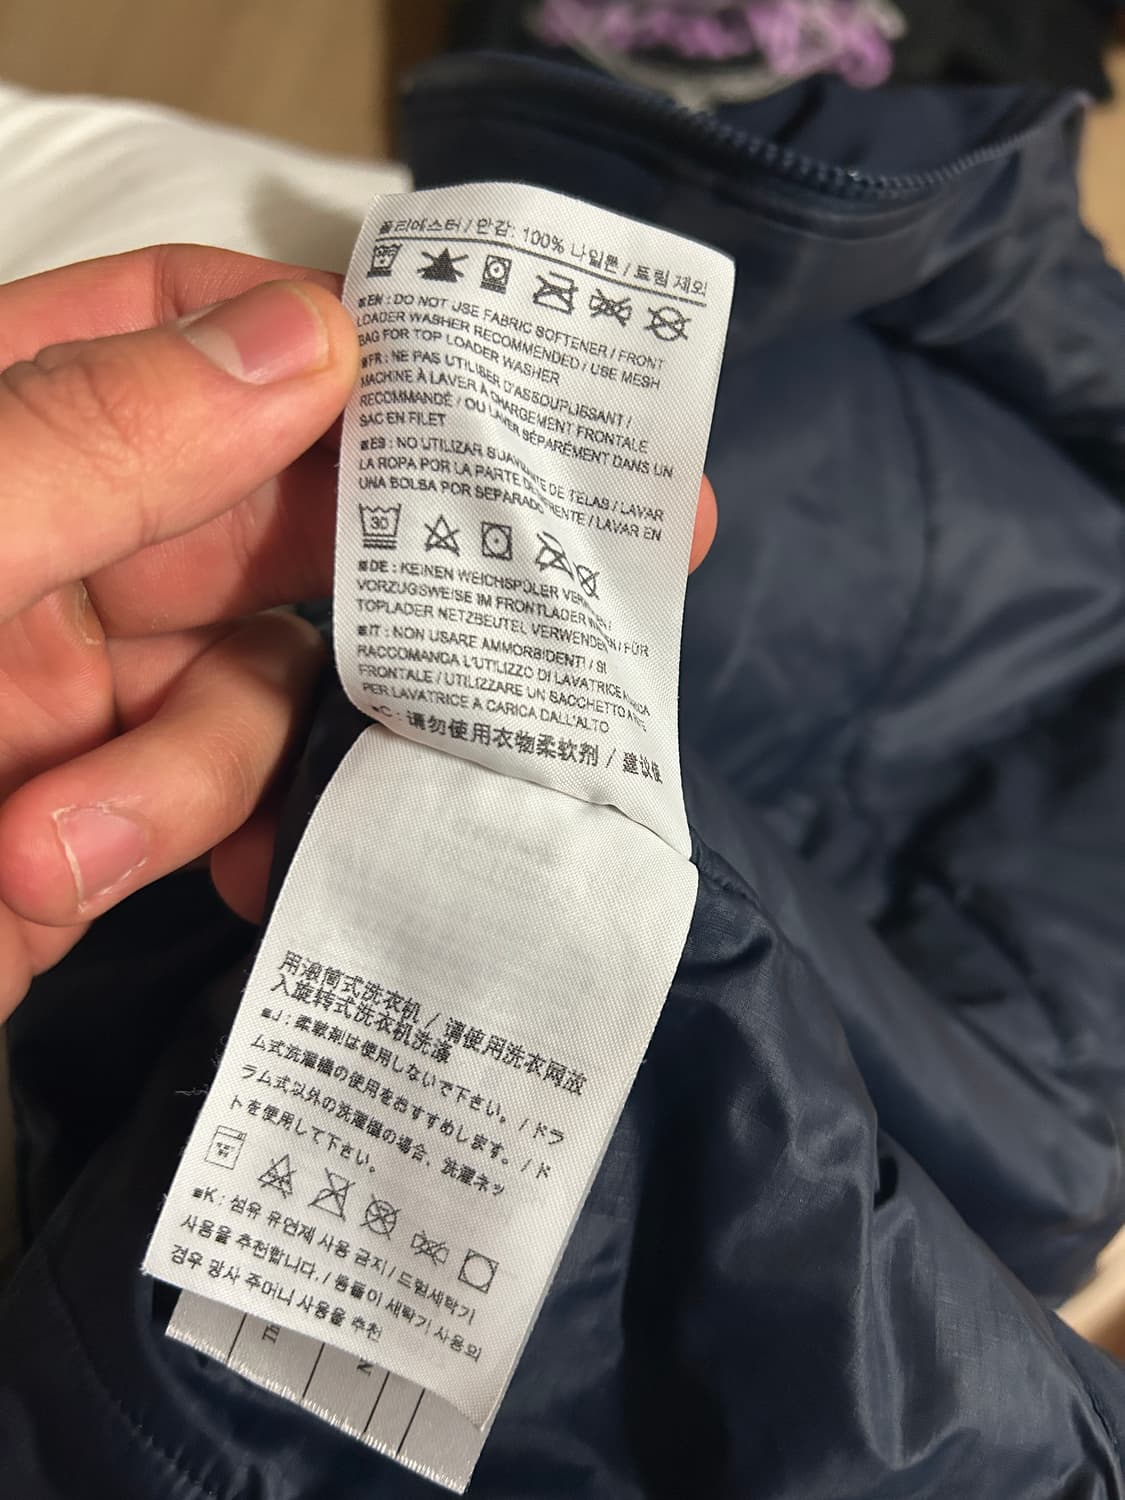 폴리에스터 / 안감: 100% 나일론 / 트림 제외
■EN : DO NOT USE FABRIC SOFTENER / FRONT
LOADER WASHER RECOMMENDED / USE MESH
BAG FOR TOP LOADER WASHER
■FR : NE PAS UTILISER D'ASSOUPLISSANT /
MACHINE À LAVER À CHARGEMENT FRONTALE
RECOMMANDÉ / OU LAVER SÉPARÉMENT DANS UN
SAC EN FILET
■ES : NO UTILIZAR DE TELAS / LAVAR
LA ROPA POR LA PARTE / LAVAR EN
UNA BOLSA POR SEPARADO
30
■DE : KEINEN WEICHSPÜLER
VORZUGSWEISE IM FRONTLADER
TOPLADER NETZBEUTEL VERWENDEN / FÜR
■IT : NON USARE AMMORBIDENTI / SI
RACCOMANDA L'UTILIZZO DI LAVATRICE
FRONTALE / UTILIZZARE UN SACCHETTO
PER LAVATRICE A CARICA DALL'ALTO
■C : 请勿使用衣物柔软剂 / 建议使
用滚筒式洗衣机 / 请使用洗衣网放
入旋转式洗衣机洗涤
■J : 柔軟剤は使用しないで下さい。 / ドラ
ム式洗濯機の使用をおすすめします。 / ド
ラム式以外の洗濯機の場合、洗濯ネッ
トを使用して下さい。
■K : 섬유 유연제 사용 금지 / 드럼세탁기
사용을 추천합니다. / 통돌이 세탁기 사용의
경우 망사 주머니 사용을 추천